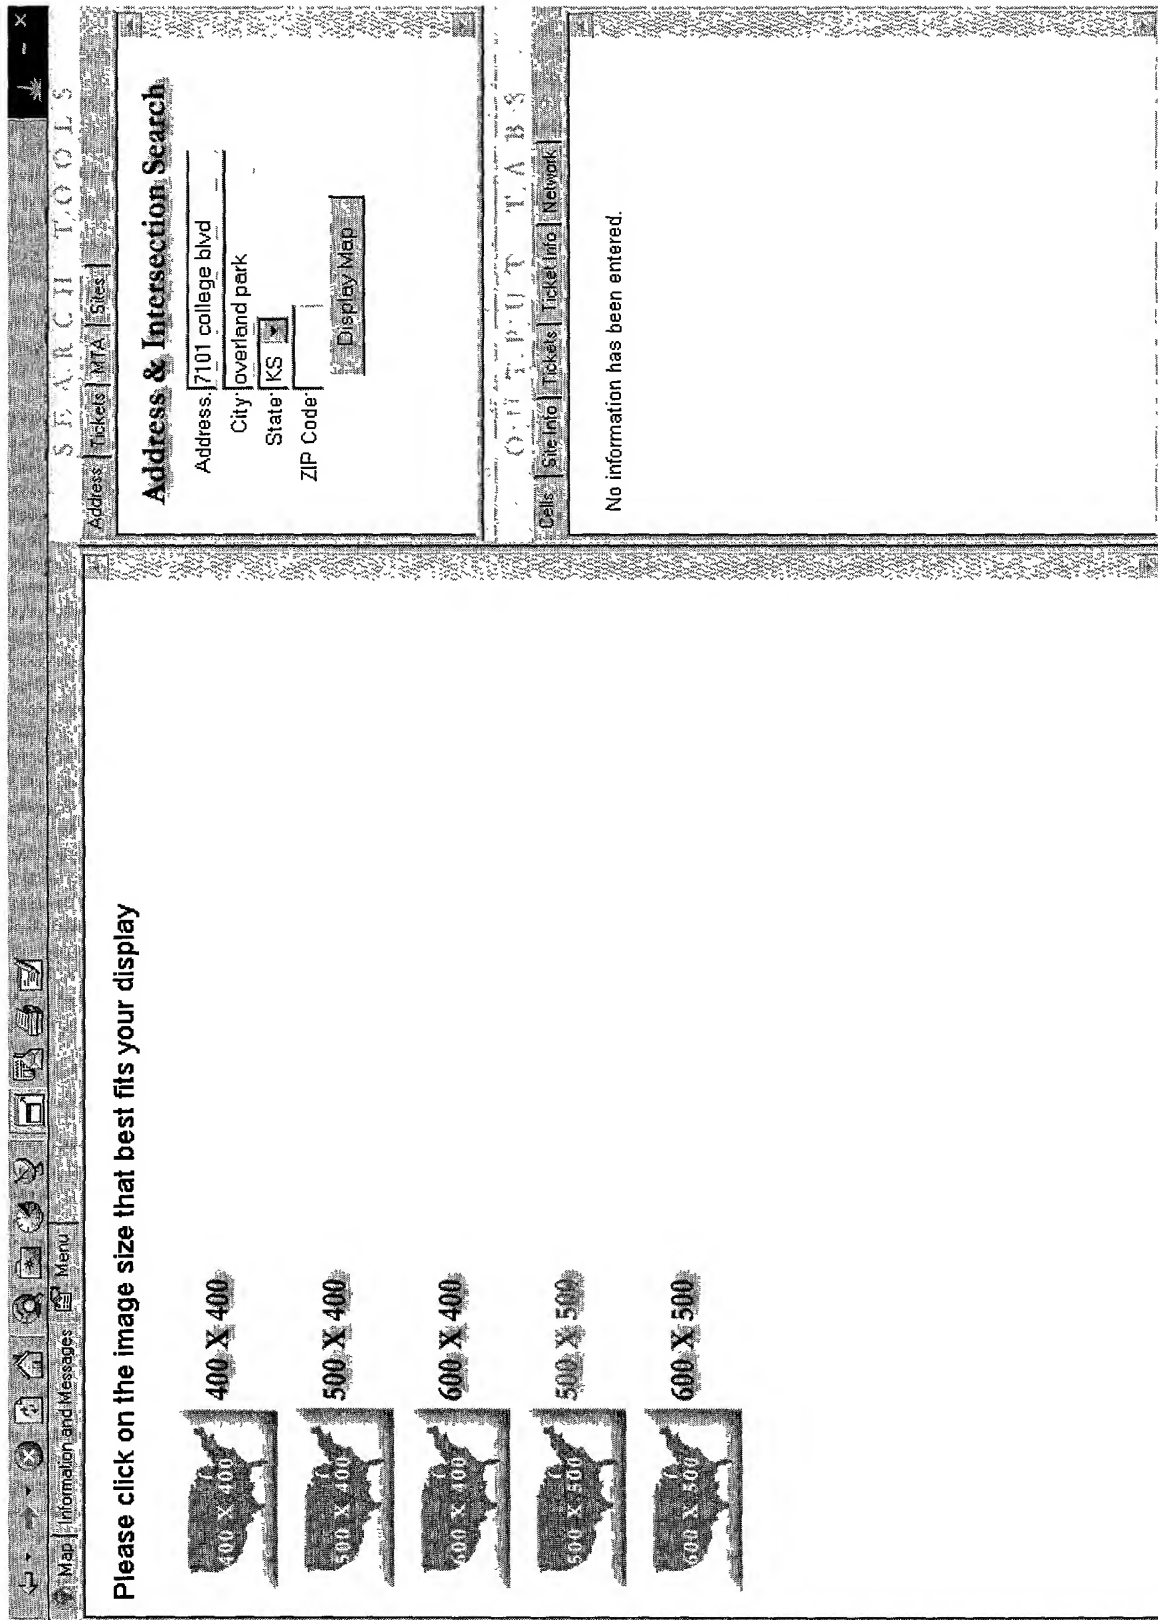 Map Information and Messages Menu
Please click on the image size that best fits your display
400 X 400 400 X 400
500 X 400 500 X 400
600 X 400 600 X 400
500 X 500 500 X 500
600 X 500 600 X 500
SEARCH TOOLS
Address Tickets MTA Sites
Address & Intersection Search
Address: 7101 college blvd
City: overland park
State: KS
ZIP Code:
Display Map
OUTPUT TABS
Cells Site Info Tickets Ticket Info Network
No information has been entered.